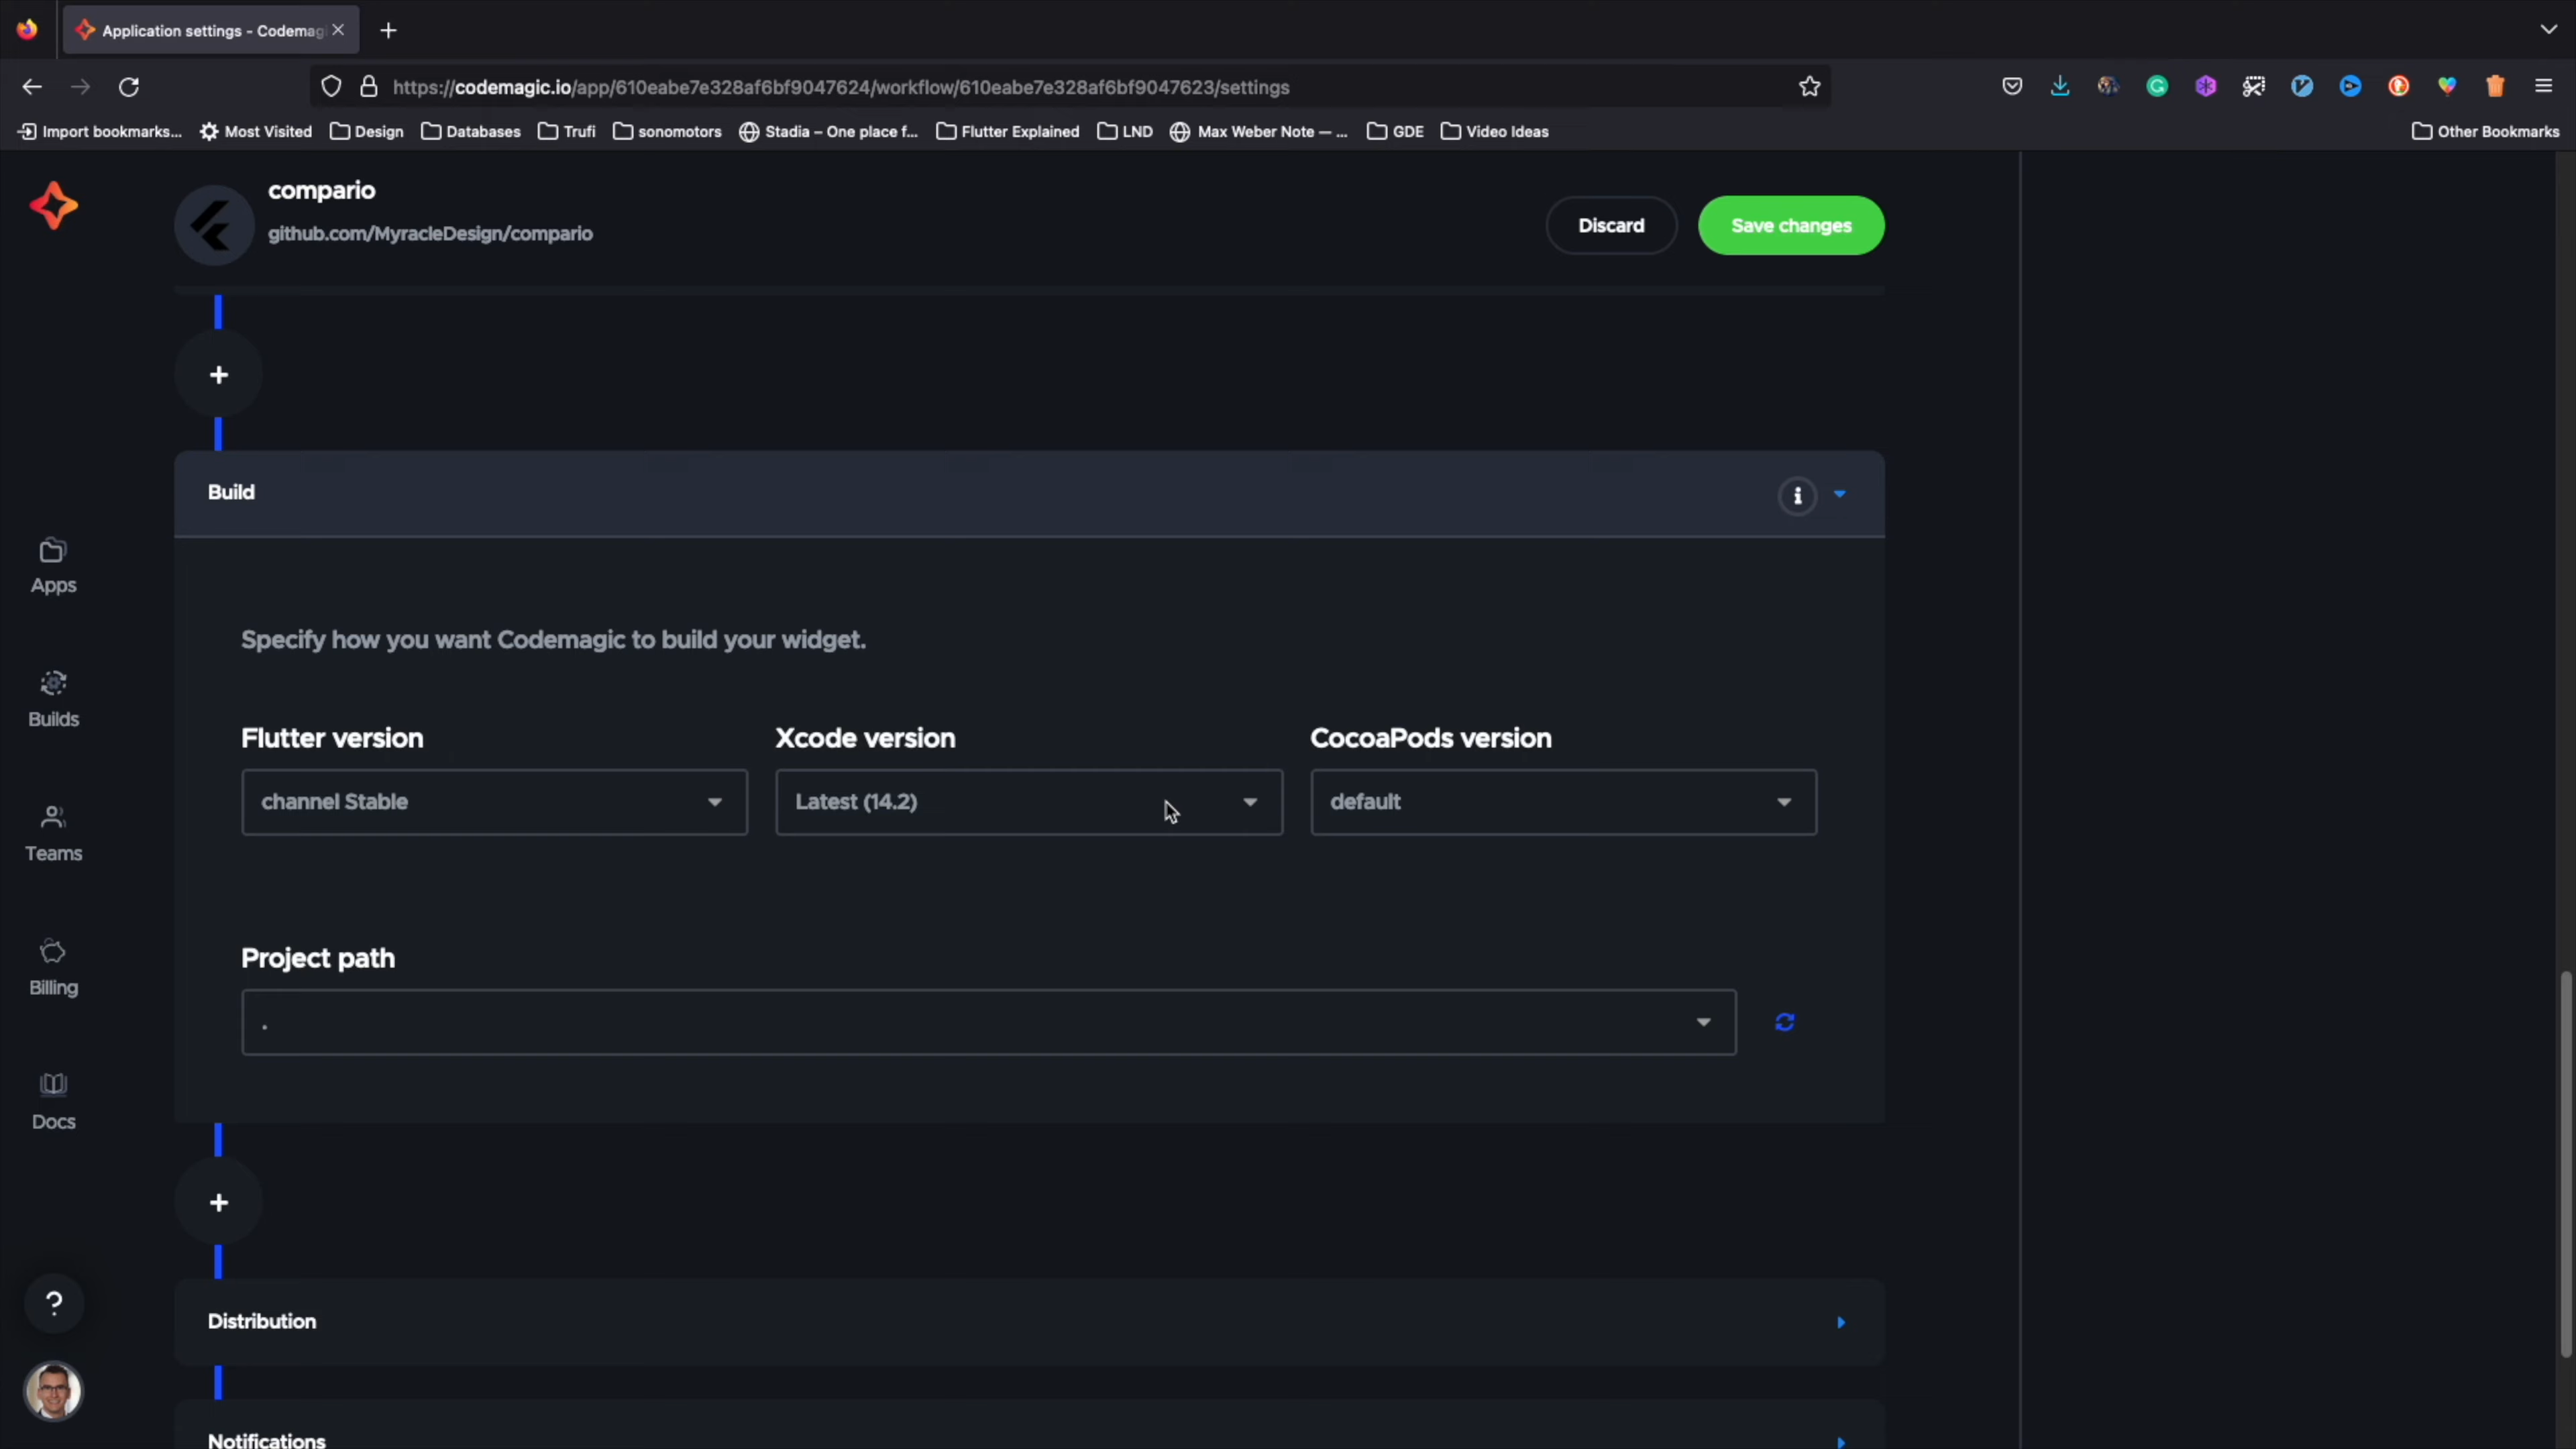 Application settings - Codemag
https://codemagic.io/app/610eabe7e328af6bf9047624/workflow/610eabe7e328af6bf9047623/settings
Import bookmarks... Most Visited Design Databases Trufi sonomotors Stadia – One place f... Flutter Explained LND Max Weber Note — ... GDE Video Ideas Other Bookmarks
compario
github.com/MyracleDesign/compario
Discard Save changes
+
Build
i
Apps
Specify how you want Codemagic to build your widget.
Builds
Flutter version Xcode version CocoaPods version
channel Stable Latest (14.2) default
Teams
Project path
.
Billing
Docs
+
?
Distribution
Notifications